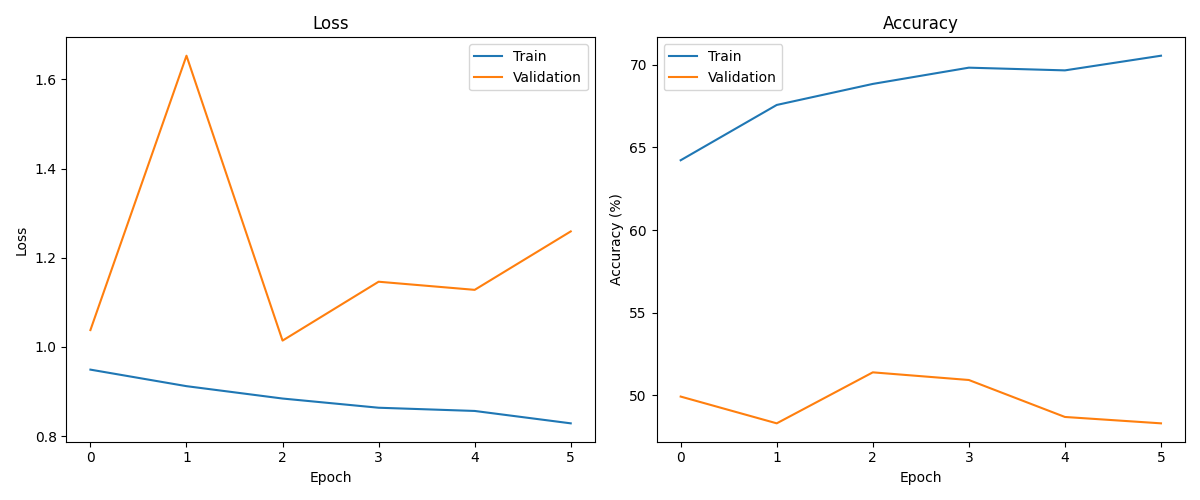 Loss
Train
Validation
1.6
1.4
1.2
1.0
0.8
Loss
0 1 2 3 4 5
Epoch
Accuracy
Train
Validation
70
65
60
55
50
Accuracy (%)
0 1 2 3 4 5
Epoch